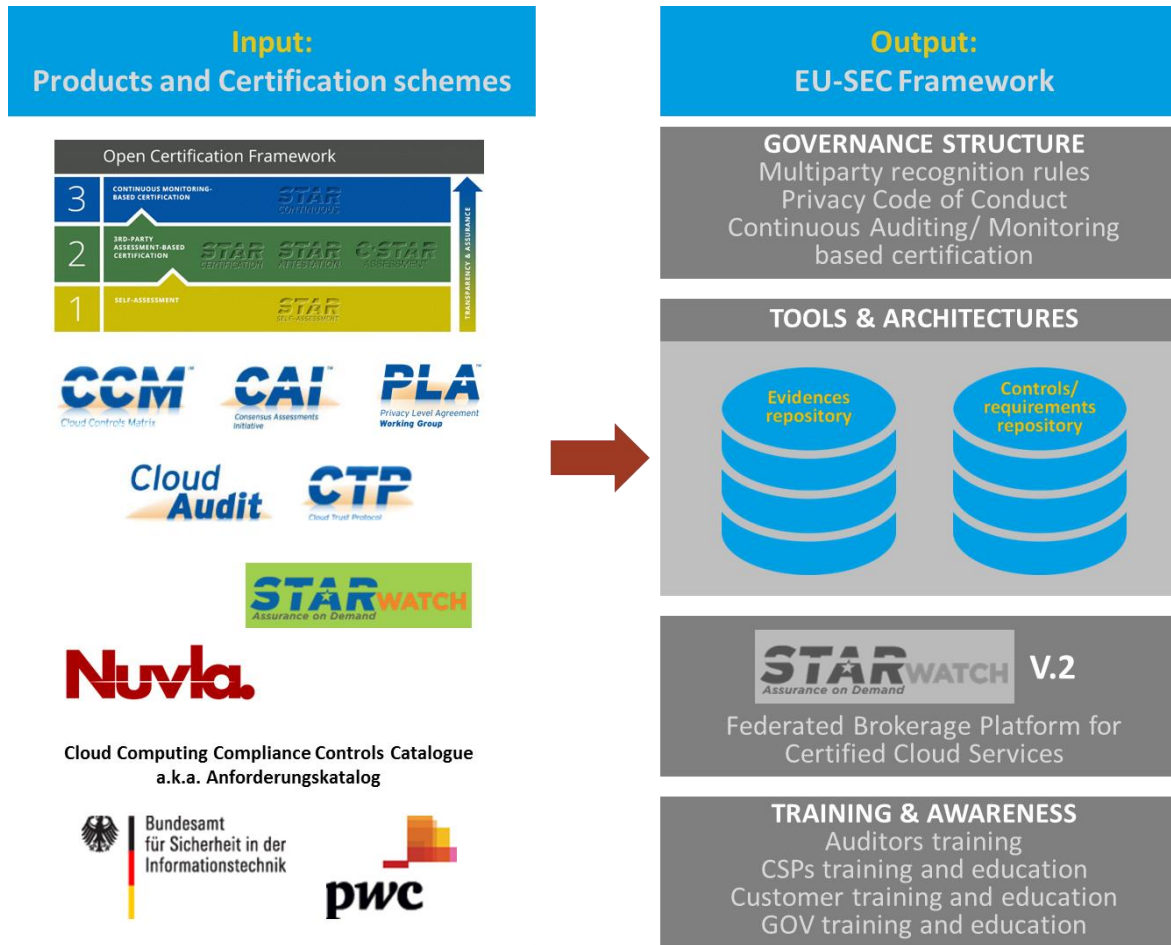 Input:
Products and Certification schemes
Open Certification Framework
3
CONTINUOUS MONITORING-
BASED CERTIFICATION
STAR
CONTINUOUS
2
3RD-PARTY
ASSESSMENT-BASED
CERTIFICATION
STAR
CERTIFICATION
STAR
ATTESTATION
C-STAR
ASSESSMENT
1
SELF-ASSESSMENT
STAR
SELF-ASSESSMENT
TRANSPARENCY & ASSURANCE
CCM™
Cloud Controls Matrix
CAI™
Consensus Assessments
Initiative
PLA™
Privacy Level Agreement
Working Group
Cloud
Audit
CTP
Cloud Trust Protocol
STARWATCH
Assurance on Demand
Nuvla.
Cloud Computing Compliance Controls Catalogue
a.k.a. Anforderungskatalog
Bundesamt
für Sicherheit in der
Informationstechnik
pwc
Output:
EU-SEC Framework
GOVERNANCE STRUCTURE
Multiparty recognition rules
Privacy Code of Conduct
Continuous Auditing/ Monitoring
based certification
TOOLS & ARCHITECTURES
Evidences
repository
Controls/
requirements
repository
STARWATCH V.2
Assurance on Demand
Federated Brokerage Platform for
Certified Cloud Services
TRAINING & AWARENESS
Auditors training
CSPs training and education
Customer training and education
GOV training and education